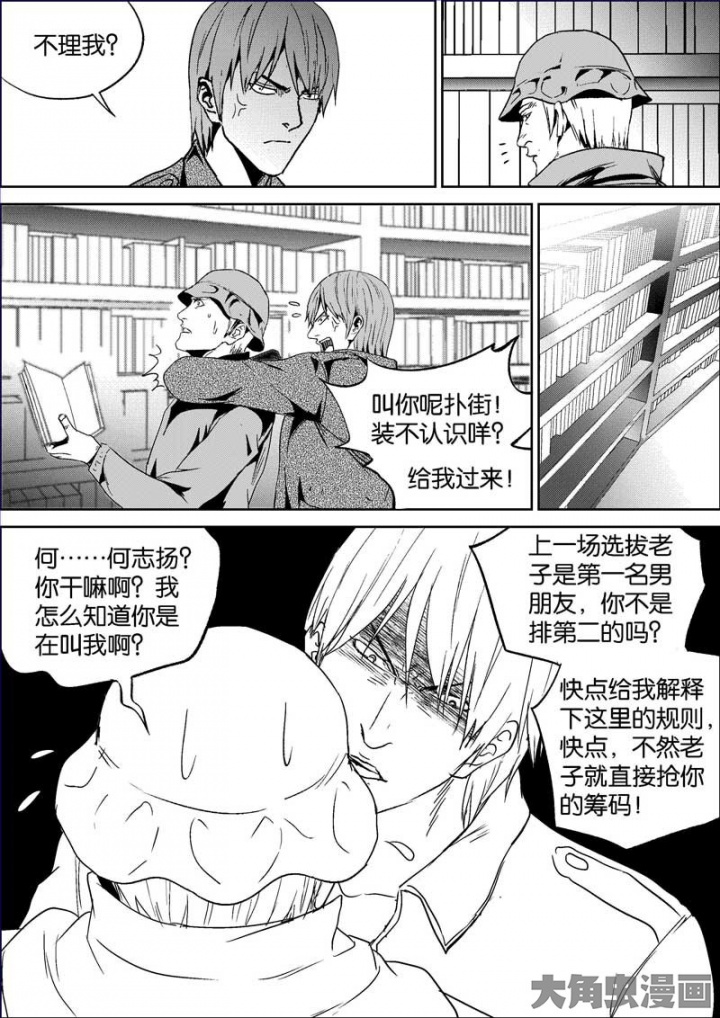 不理我？
叫你呢扑街！
装不认识咩？
给我过来！
何……何志扬？
你干嘛啊？我
怎么知道你是
在叫我啊？
上一场选拔老
子是第一名男
朋友，你不是
排第二的吗？
快点给我解释
下这里的规则，
快点，不然老
子就直接抢你
的筹码！
大角虫漫画